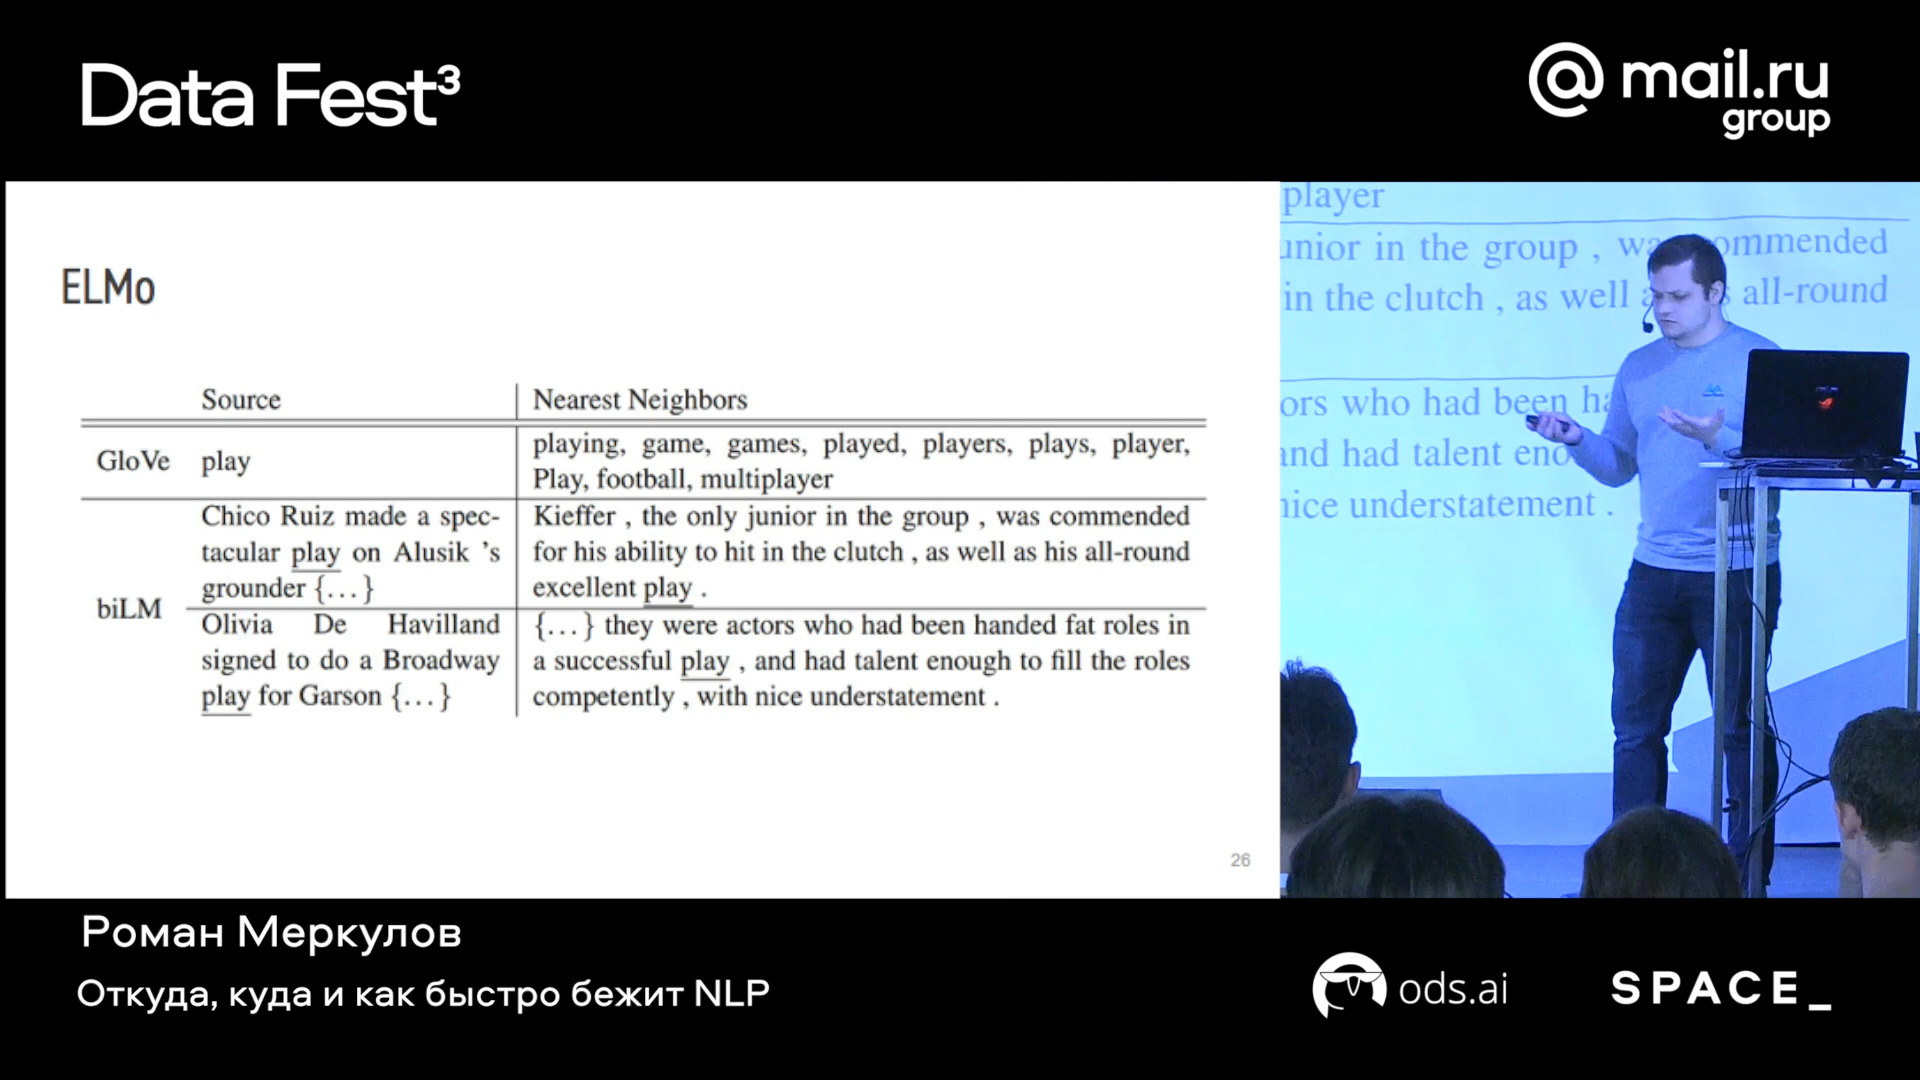 Data Fest³
@ mail.ru
group
ELMo
Source Nearest Neighbors
GloVe play playing, game, games, played, players, plays, player,
Play, football, multiplayer
biLM
Chico Ruiz made a spec-
tacular play on Alusik 's
grounder {...}
Kieffer , the only junior in the group , was commended
for his ability to hit in the clutch , as well as his all-round
excellent play .
Olivia De Havilland
signed to do a Broadway
play for Garson {...}
{...} they were actors who had been handed fat roles in
a successful play , and had talent enough to fill the roles
competently , with nice understatement .
26
player
unior in the group , wa ommended
in the clutch , as well all-round
ors who had been ha
and had talent eno
nice understatement .
Роман Меркулов
Откуда, куда и как быстро бежит NLP
ods.ai
SPACE_